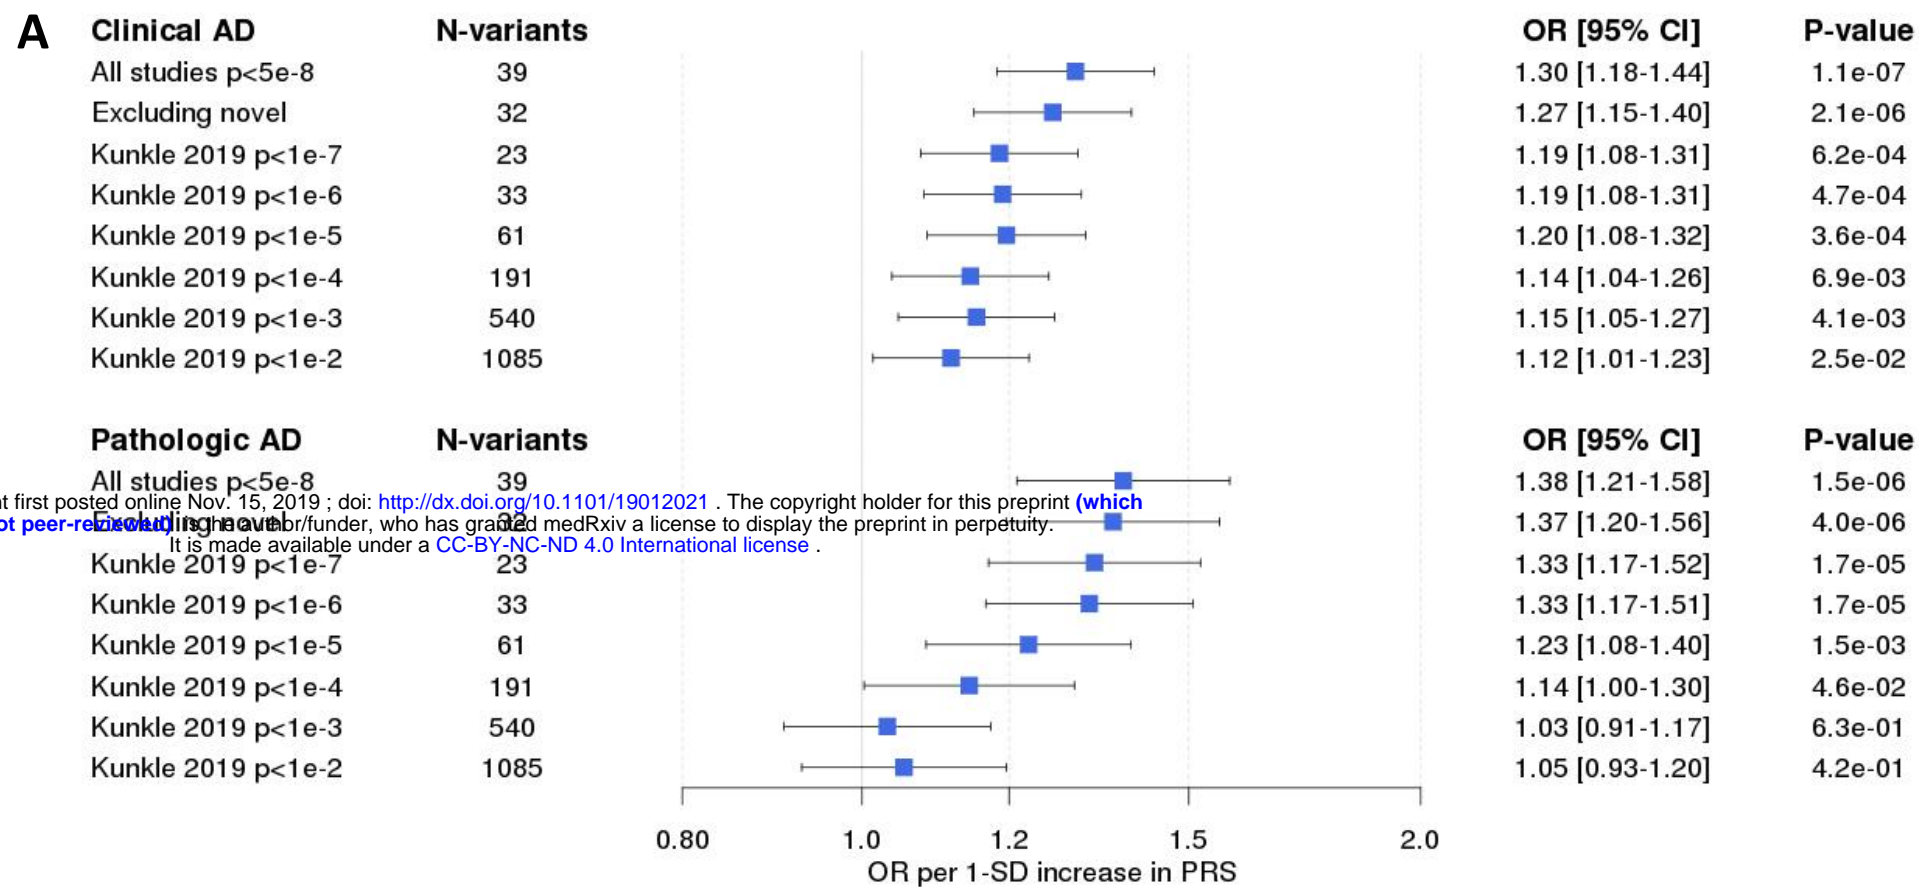 A
Clinical AD N-variants OR [95% CI] P-value
All studies p<5e-8 39 1.30 [1.18-1.44] 1.1e-07
Excluding novel 32 1.27 [1.15-1.40] 2.1e-06
Kunkle 2019 p<1e-7 23 1.19 [1.08-1.31] 6.2e-04
Kunkle 2019 p<1e-6 33 1.19 [1.08-1.31] 4.7e-04
Kunkle 2019 p<1e-5 61 1.20 [1.08-1.32] 3.6e-04
Kunkle 2019 p<1e-4 191 1.14 [1.04-1.26] 6.9e-03
Kunkle 2019 p<1e-3 540 1.15 [1.05-1.27] 4.1e-03
Kunkle 2019 p<1e-2 1085 1.12 [1.01-1.23] 2.5e-02
Pathologic AD N-variants OR [95% CI] P-value
All studies p<5e-8 39 1.38 [1.21-1.58] 1.5e-06
t first posted online Nov. 15, 2019 ; doi: http://dx.doi.org/10.1101/19012021 . The copyright holder for this preprint (which
Excluding novel 32 1.37 [1.20-1.56] 4.0e-06
ot peer-reviewed) is the author/funder, who has granted medRxiv a license to display the preprint in perpetuity.
It is made available under a CC-BY-NC-ND 4.0 International license .
Kunkle 2019 p<1e-7 23 1.33 [1.17-1.52] 1.7e-05
Kunkle 2019 p<1e-6 33 1.33 [1.17-1.51] 1.7e-05
Kunkle 2019 p<1e-5 61 1.23 [1.08-1.40] 1.5e-03
Kunkle 2019 p<1e-4 191 1.14 [1.00-1.30] 4.6e-02
Kunkle 2019 p<1e-3 540 1.03 [0.91-1.17] 6.3e-01
Kunkle 2019 p<1e-2 1085 1.05 [0.93-1.20] 4.2e-01
0.80 1.0 1.2 1.5 2.0
OR per 1-SD increase in PRS